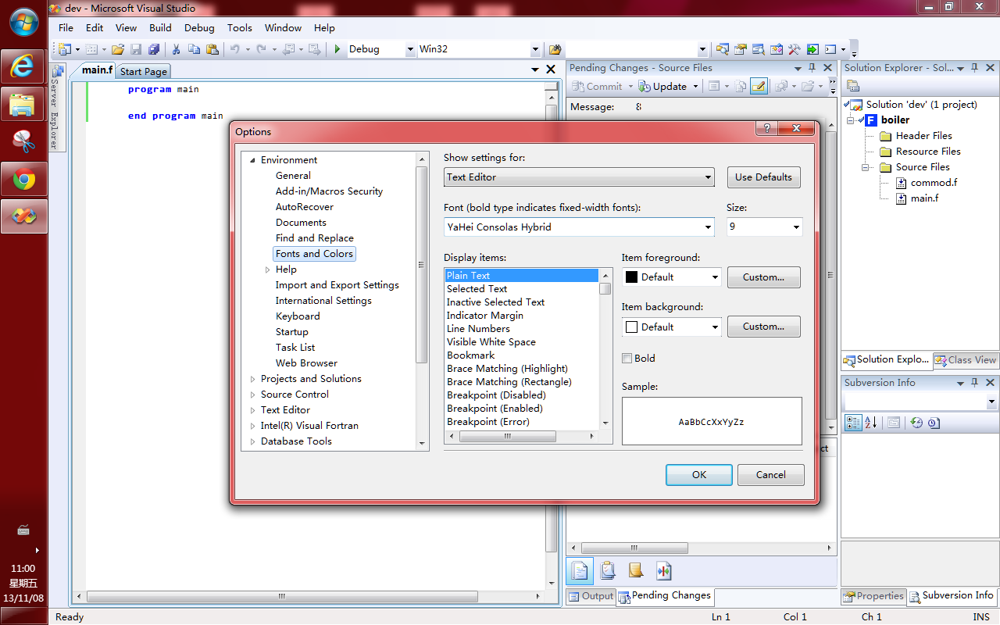 dev - Microsoft Visual Studio
File Edit View Build Debug Tools Window Help
Debug Win32
Server Explorer
main.f Start Page
program main
end program main
Pending Changes - Source Files
Commit Update
Message: 8
Options
Environment
General
Add-in/Macros Security
AutoRecover
Documents
Find and Replace
Fonts and Colors
Help
Import and Export Settings
International Settings
Keyboard
Startup
Task List
Web Browser
Projects and Solutions
Source Control
Text Editor
Intel(R) Visual Fortran
Database Tools
Show settings for:
Text Editor
Use Defaults
Font (bold type indicates fixed-width fonts):
Size:
YaHei Consolas Hybrid
9
Display items:
Plain Text
Selected Text
Inactive Selected Text
Indicator Margin
Line Numbers
Visible White Space
Bookmark
Brace Matching (Highlight)
Brace Matching (Rectangle)
Breakpoint (Disabled)
Breakpoint (Enabled)
Breakpoint (Error)
Item foreground:
Default
Custom...
Item background:
Default
Custom...
Bold
Sample:
AaBbCcXxYyZz
OK
Cancel
Solution Explorer - Sol...
Solution 'dev' (1 project)
boiler
Header Files
Resource Files
Source Files
commod.f
main.f
Solution Explo... Class View
Subversion Info
Output Pending Changes
Properties Subversion Info
11:00
星期五
13/11/08
Ready
Ln 1 Col 1 Ch 1 INS